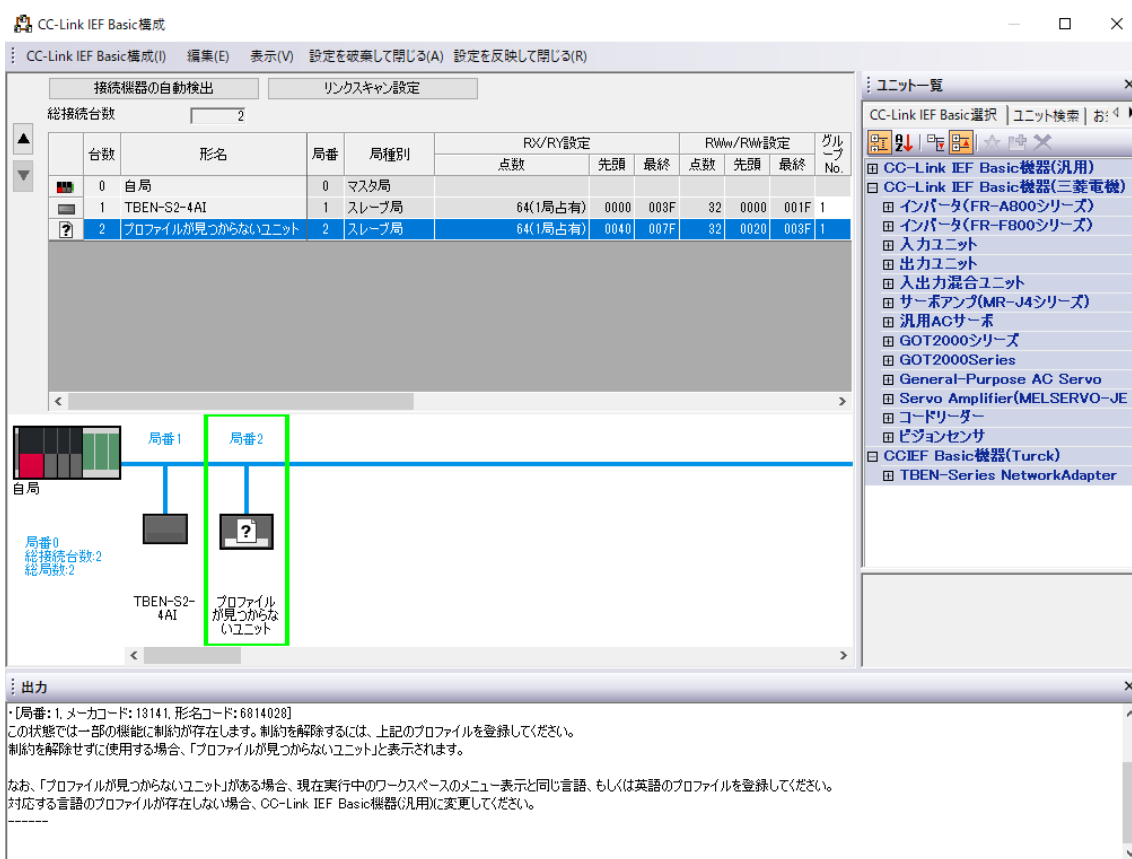 CC-Link IEF Basic構成
CC-Link IEF Basic構成(I) 編集(E) 表示(V) 設定を破棄して閉じる(A) 設定を反映して閉じる(R)
接続機器の自動検出 リンクスキャン設定
総接続台数 2
台数 形名 局番 局種別 RX/RY設定 RWw/RWr設定 グループNo.
点数 先頭 最終 点数 先頭 最終
0 自局 0 マスタ局
1 TBEN-S2-4AI 1 スレーブ局 64(1局占有) 0000 003F 32 0000 001F 1
2 プロファイルが見つからないユニット 2 スレーブ局 64(1局占有) 0040 007F 32 0020 003F 1
局番1 局番2
自局
局番0
総接続台数:2
総局数:2
TBEN-S2-
4AI
プロファイル
が見つからな
いユニット
ユニット一覧
CC-Link IEF Basic選択 ユニット検索 お:
CC-Link IEF Basic機器(汎用)
CC-Link IEF Basic機器(三菱電機)
インバータ(FR-A800シリーズ)
インバータ(FR-F800シリーズ)
入力ユニット
出力ユニット
入出力混合ユニット
サーボアンプ(MR-J4シリーズ)
汎用ACサーボ
GOT2000シリーズ
GOT2000Series
General-Purpose AC Servo
Servo Amplifier(MELSERVO-JE
コードリーダー
ビジョンセンサ
CCIEF Basic機器(Turck)
TBEN-Series NetworkAdapter
出力
・[局番:1, メーカコード:13141, 形名コード:6814028]
この状態では一部の機能に制約が存在します。制約を解除するには、上記のプロファイルを登録してください。
制約を解除せずに使用する場合、「プロファイルが見つからないユニット」と表示されます。
なお、「プロファイルが見つからないユニット」がある場合、現在実行中のワークスペースのメニュー表示と同じ言語、もしくは英語のプロファイルを登録してください。
対応する言語のプロファイルが存在しない場合、CC-Link IEF Basic機器(汎用)に変更してください。
------